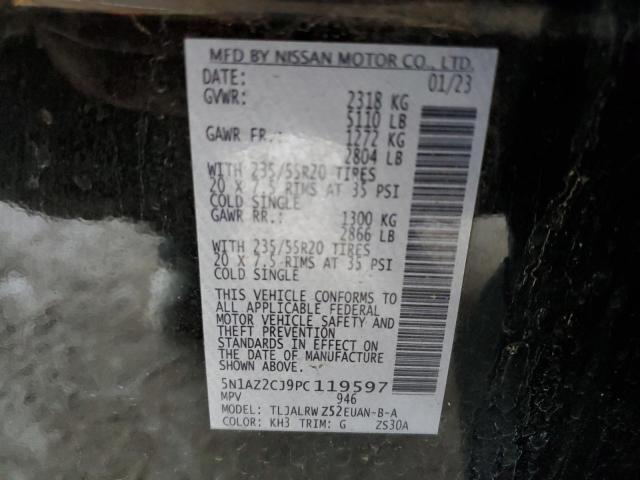 MFD BY NISSAN MOTOR CO., LTD.
DATE: 01/23
GVWR: 2318 KG
5110 LB
GAWR FR.: 1272 KG
2804 LB
WITH 235/55R20 TIRES
20 X 7.5 RIMS AT 35 PSI
COLD SINGLE
GAWR RR.: 1300 KG
2866 LB
WITH 235/55R20 TIRES
20 X 7.5 RIMS AT 35 PSI
COLD SINGLE
THIS VEHICLE CONFORMS TO
ALL APPLICABLE FEDERAL
MOTOR VEHICLE SAFETY AND
THEFT PREVENTION
STANDARDS IN EFFECT ON
THE DATE OF MANUFACTURE
SHOWN ABOVE.
5N1AZ2CJ9PC119597
MPV 946
MODEL: TLJALRWZ52EUAN-B-A
COLOR: KH3 TRIM: G ZS30A